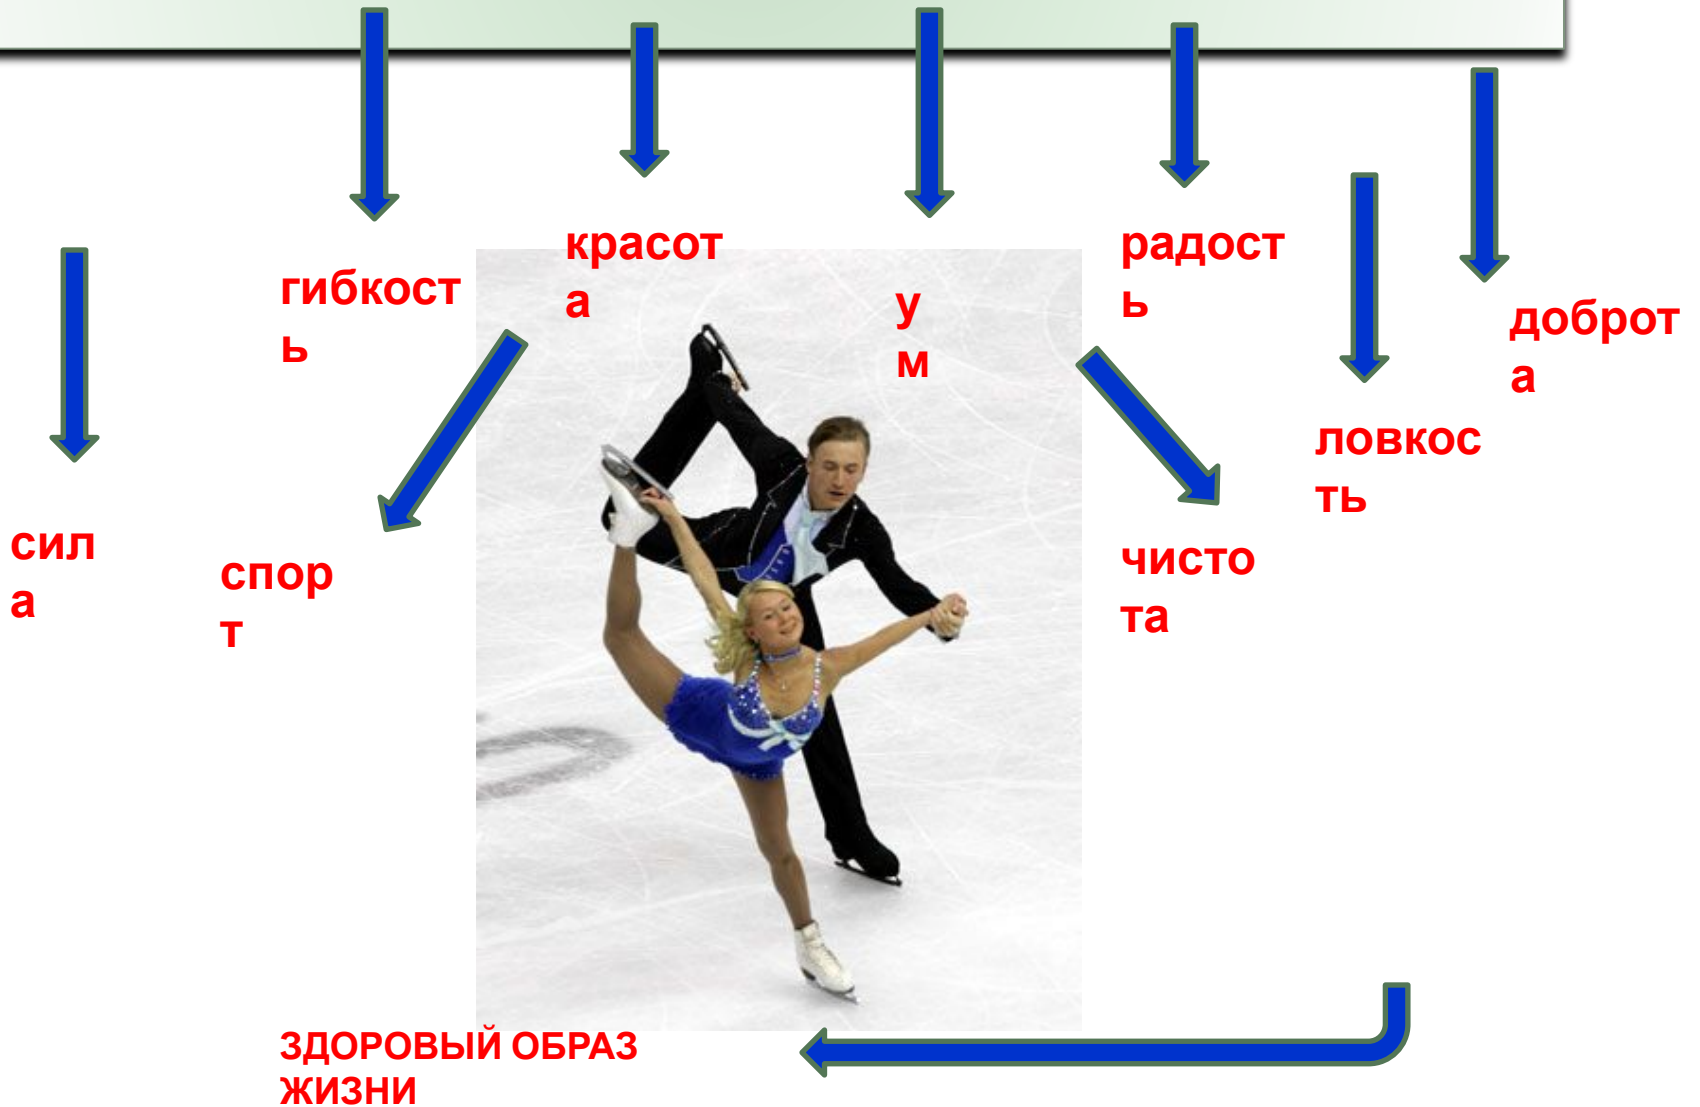 гибкост
ь
красот
а
у
м
радост
ь
доброт
а
ловкос
ть
сил
а
спор
т
чисто
та
ЗДОРОВЫЙ ОБРАЗ
ЖИЗНИ